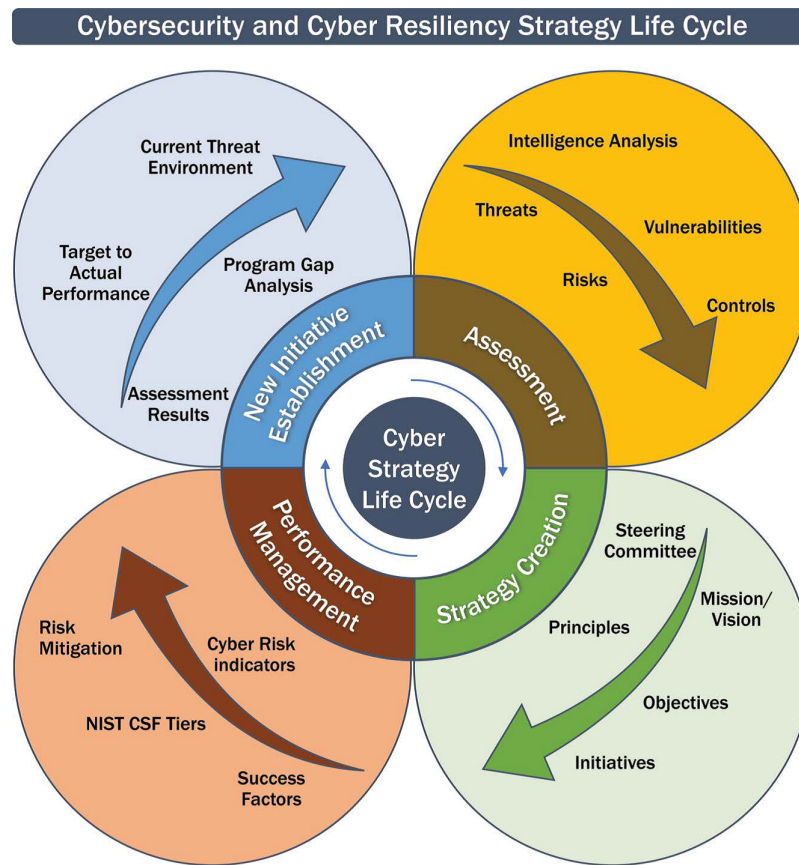 Cybersecurity and Cyber Resiliency Strategy Life Cycle
Current Threat
Environment
Target to
Actual
Performance
Program Gap
Analysis
Assessment
Results
New Initiative
Establishment
Intelligence Analysis
Threats
Vulnerabilities
Risks
Controls
Assessment
Cyber
Strategy
Life Cycle
Performance
Management
Risk
Mitigation
Cyber Risk
indicators
NIST CSF Tiers
Success
Factors
Strategy Creation
Steering
Committee
Mission/
Vision
Principles
Objectives
Initiatives